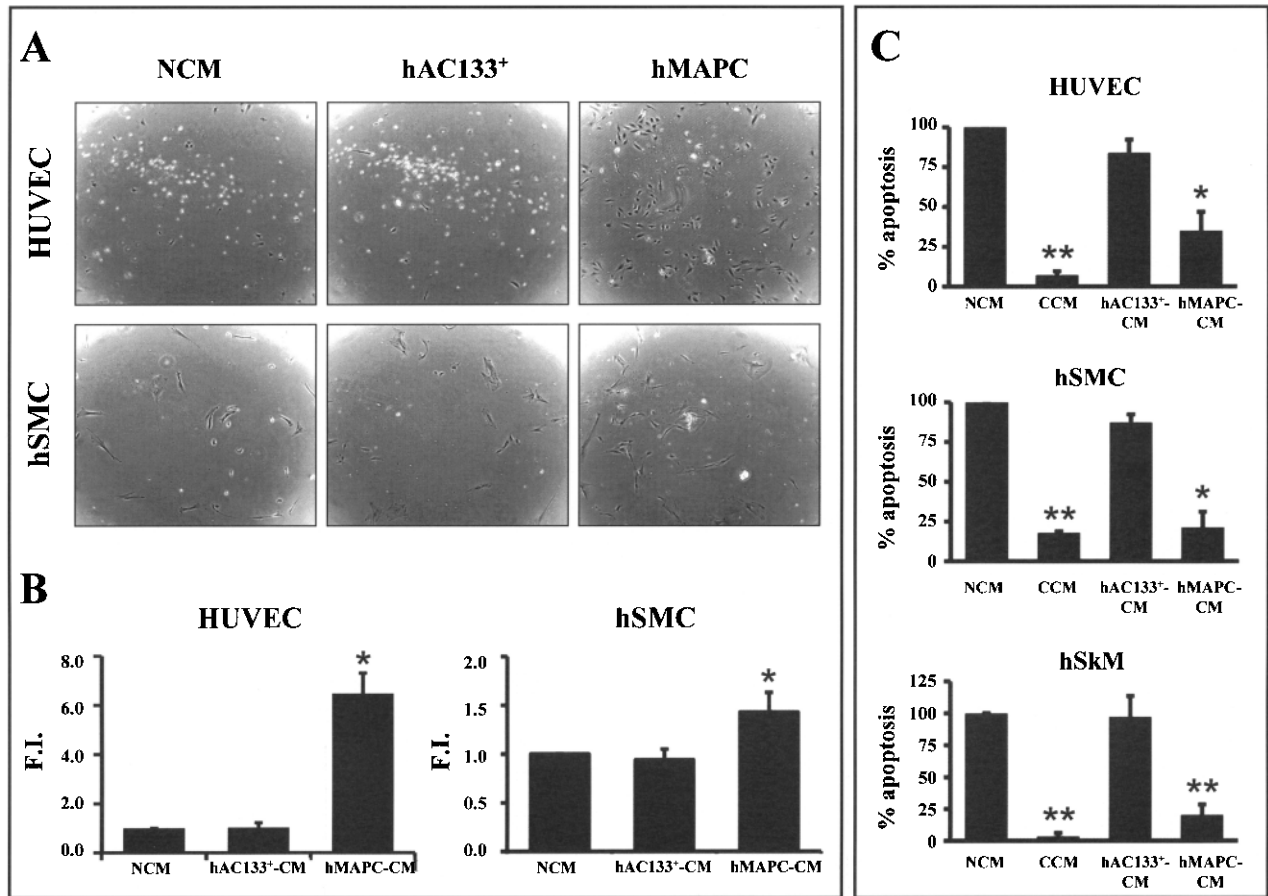 A
NCM hAC133+ hMAPC
HUVEC
hSMC
B
HUVEC
8.0
6.0
4.0
2.0
0.0
F.I.
*
NCM hAC133+-CM hMAPC-CM
hSMC
2.0
1.5
1.0
0.5
0.0
F.I.
*
NCM hAC133+-CM hMAPC-CM
C
HUVEC
100
75
50
25
0
% apoptosis
** *
NCM CCM hAC133+- hMAPC-
CM CM
hSMC
100
75
50
25
0
% apoptosis
** *
NCM CCM hAC133+- hMAPC-
CM CM
hSkM
125
100
75
50
25
0
% apoptosis
** **
NCM CCM hAC133+- hMAPC-
CM CM